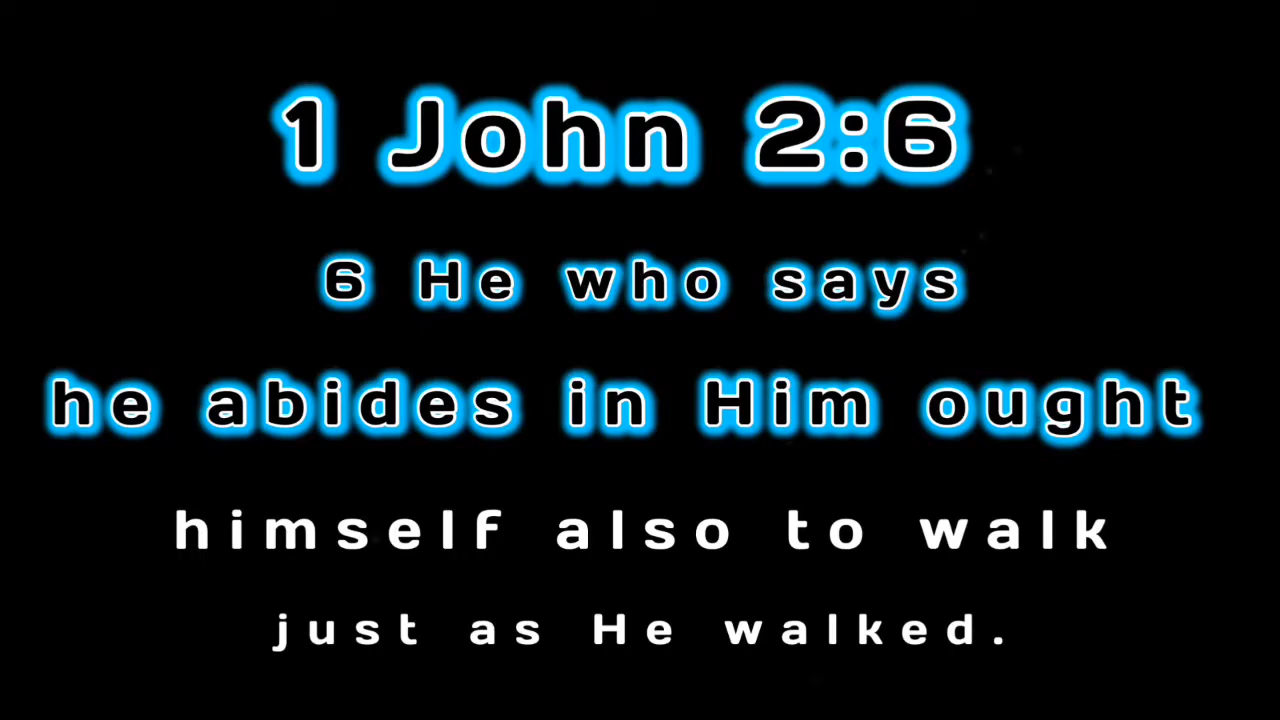 1 John 2:6
6 He who says
he abides in Him ought
himself also to walk
just as He walked.